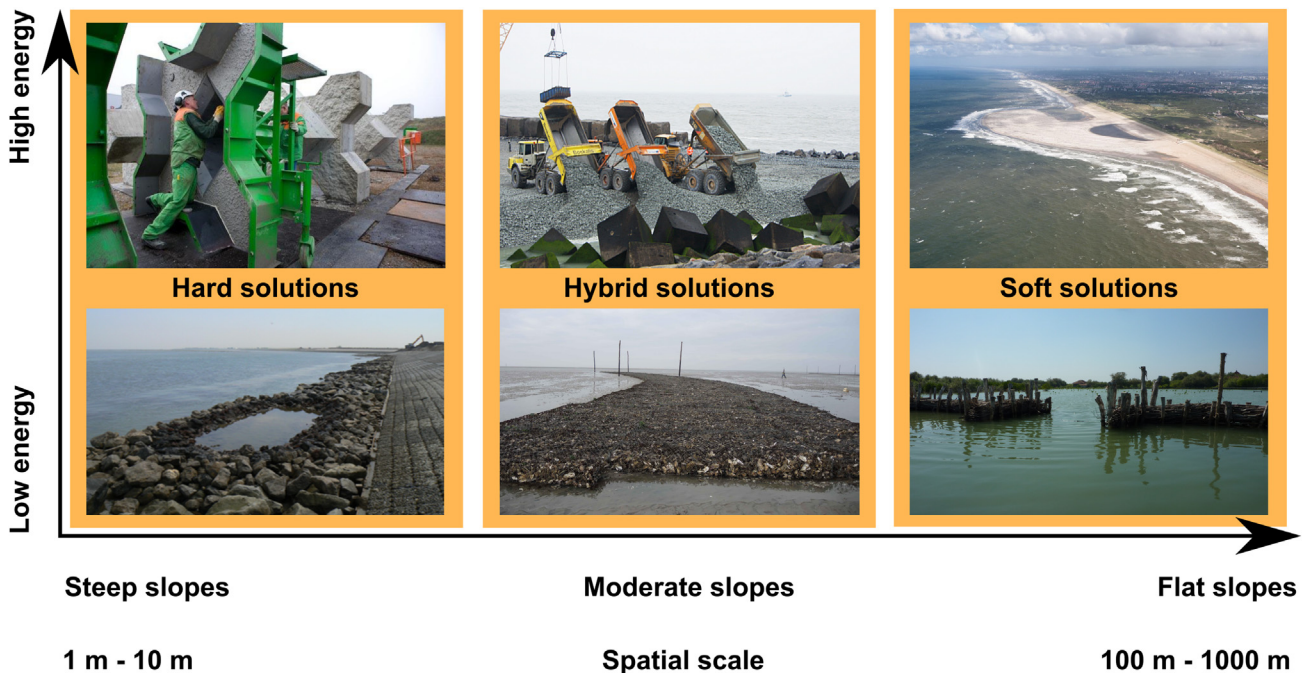 High energy
Hard solutions
Hybrid solutions
Soft solutions
Low energy
Steep slopes
Moderate slopes
Flat slopes
1 m - 10 m
Spatial scale
100 m - 1000 m